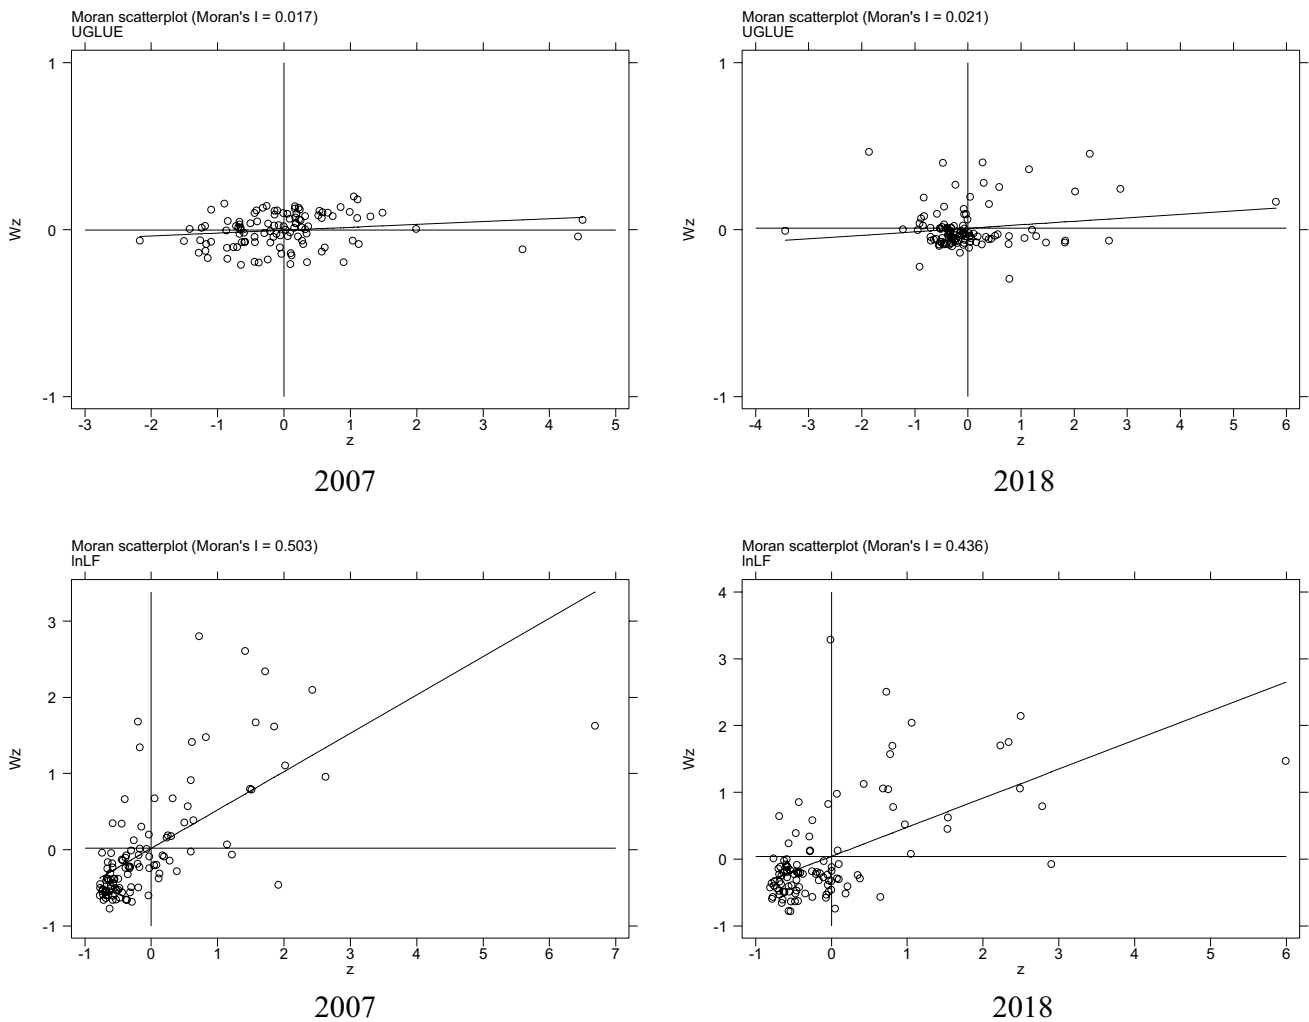 Moran scatterplot (Moran's I = 0.017)
UGLUE
1
0
-1
Wz
-3 -2 -1 0 1 2 3 4 5
z
2007
Moran scatterplot (Moran's I = 0.021)
UGLUE
1
0
-1
Wz
-4 -3 -2 -1 0 1 2 3 4 5 6
z
2018
Moran scatterplot (Moran's I = 0.503)
lnLF
3
2
1
0
-1
Wz
-1 0 1 2 3 4 5 6 7
z
2007
Moran scatterplot (Moran's I = 0.436)
lnLF
4
3
2
1
0
-1
Wz
-1 0 1 2 3 4 5 6
z
2018